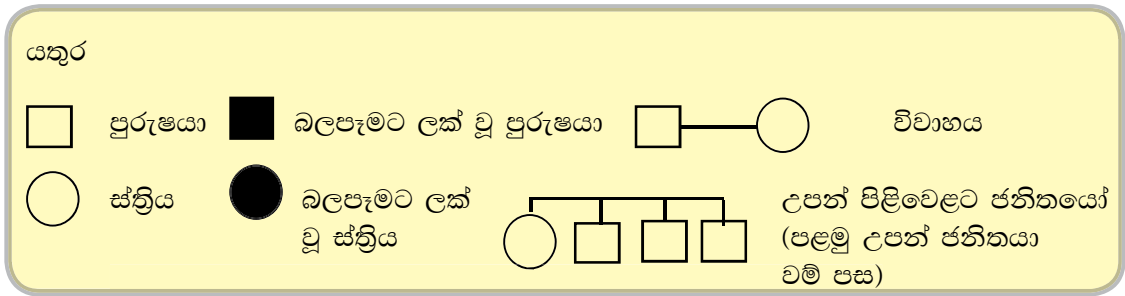 යතුර
පුරුෂයා බලපෑමට ලක් වූ පුරුෂයා විවාහය
ස්ත්‍රිය බලපෑමට ලක් උපන් පිළිවෙළට ජනිතයෝ
වූ ස්ත්‍රිය (පළමු උපන් ජනිතයා
වම් පස)